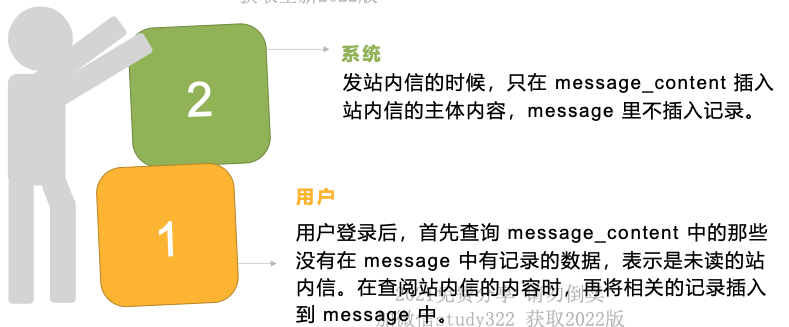 获取全新2022版
2
系统
发站内信的时候，只在 message_content 插入
站内信的主体内容，message 里不插入记录。
1
用户
用户登录后，首先查询 message_content 中的那些
没有在 message 中有记录的数据，表示是未读的站
内信。在查阅站内信的内容时，再将相关的记录插入
到 message 中。
2021免费分享 请勿倒卖
加微信study322 获取2022版